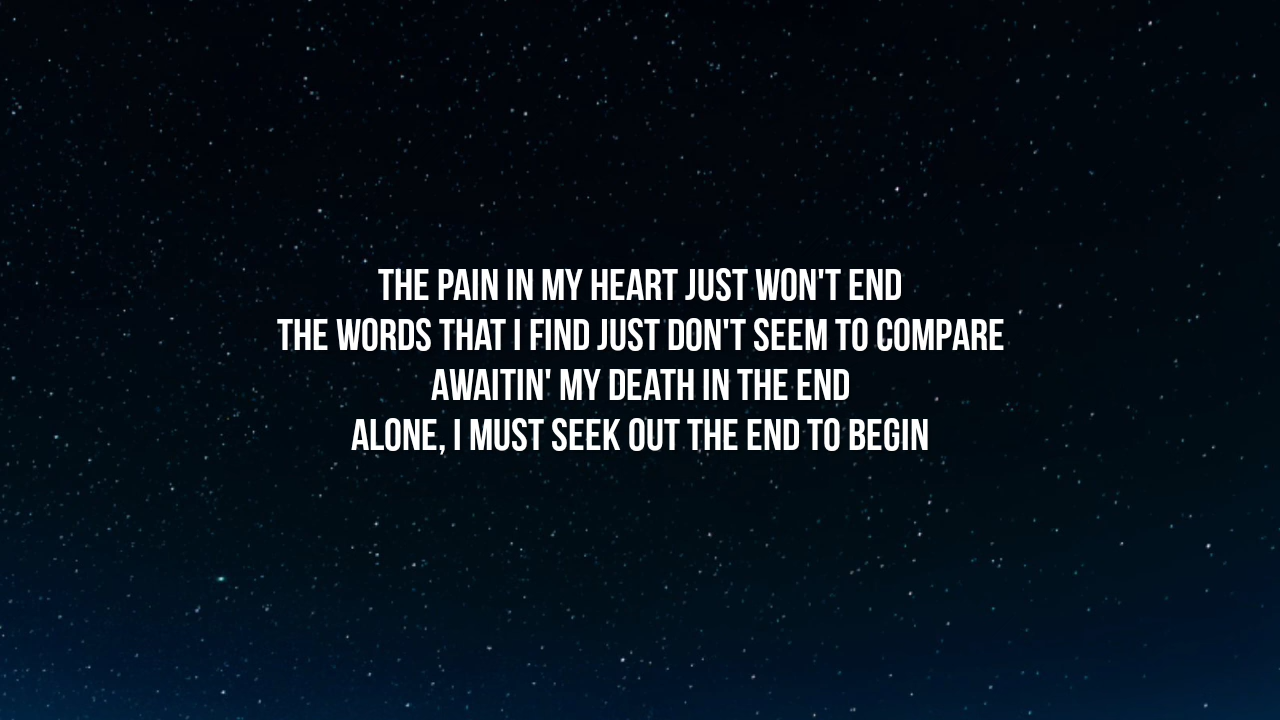 THE PAIN IN MY HEART JUST WON'T END
THE WORDS THAT I FIND JUST DON'T SEEM TO COMPARE
AWAITIN' MY DEATH IN THE END
ALONE, I MUST SEEK OUT THE END TO BEGIN